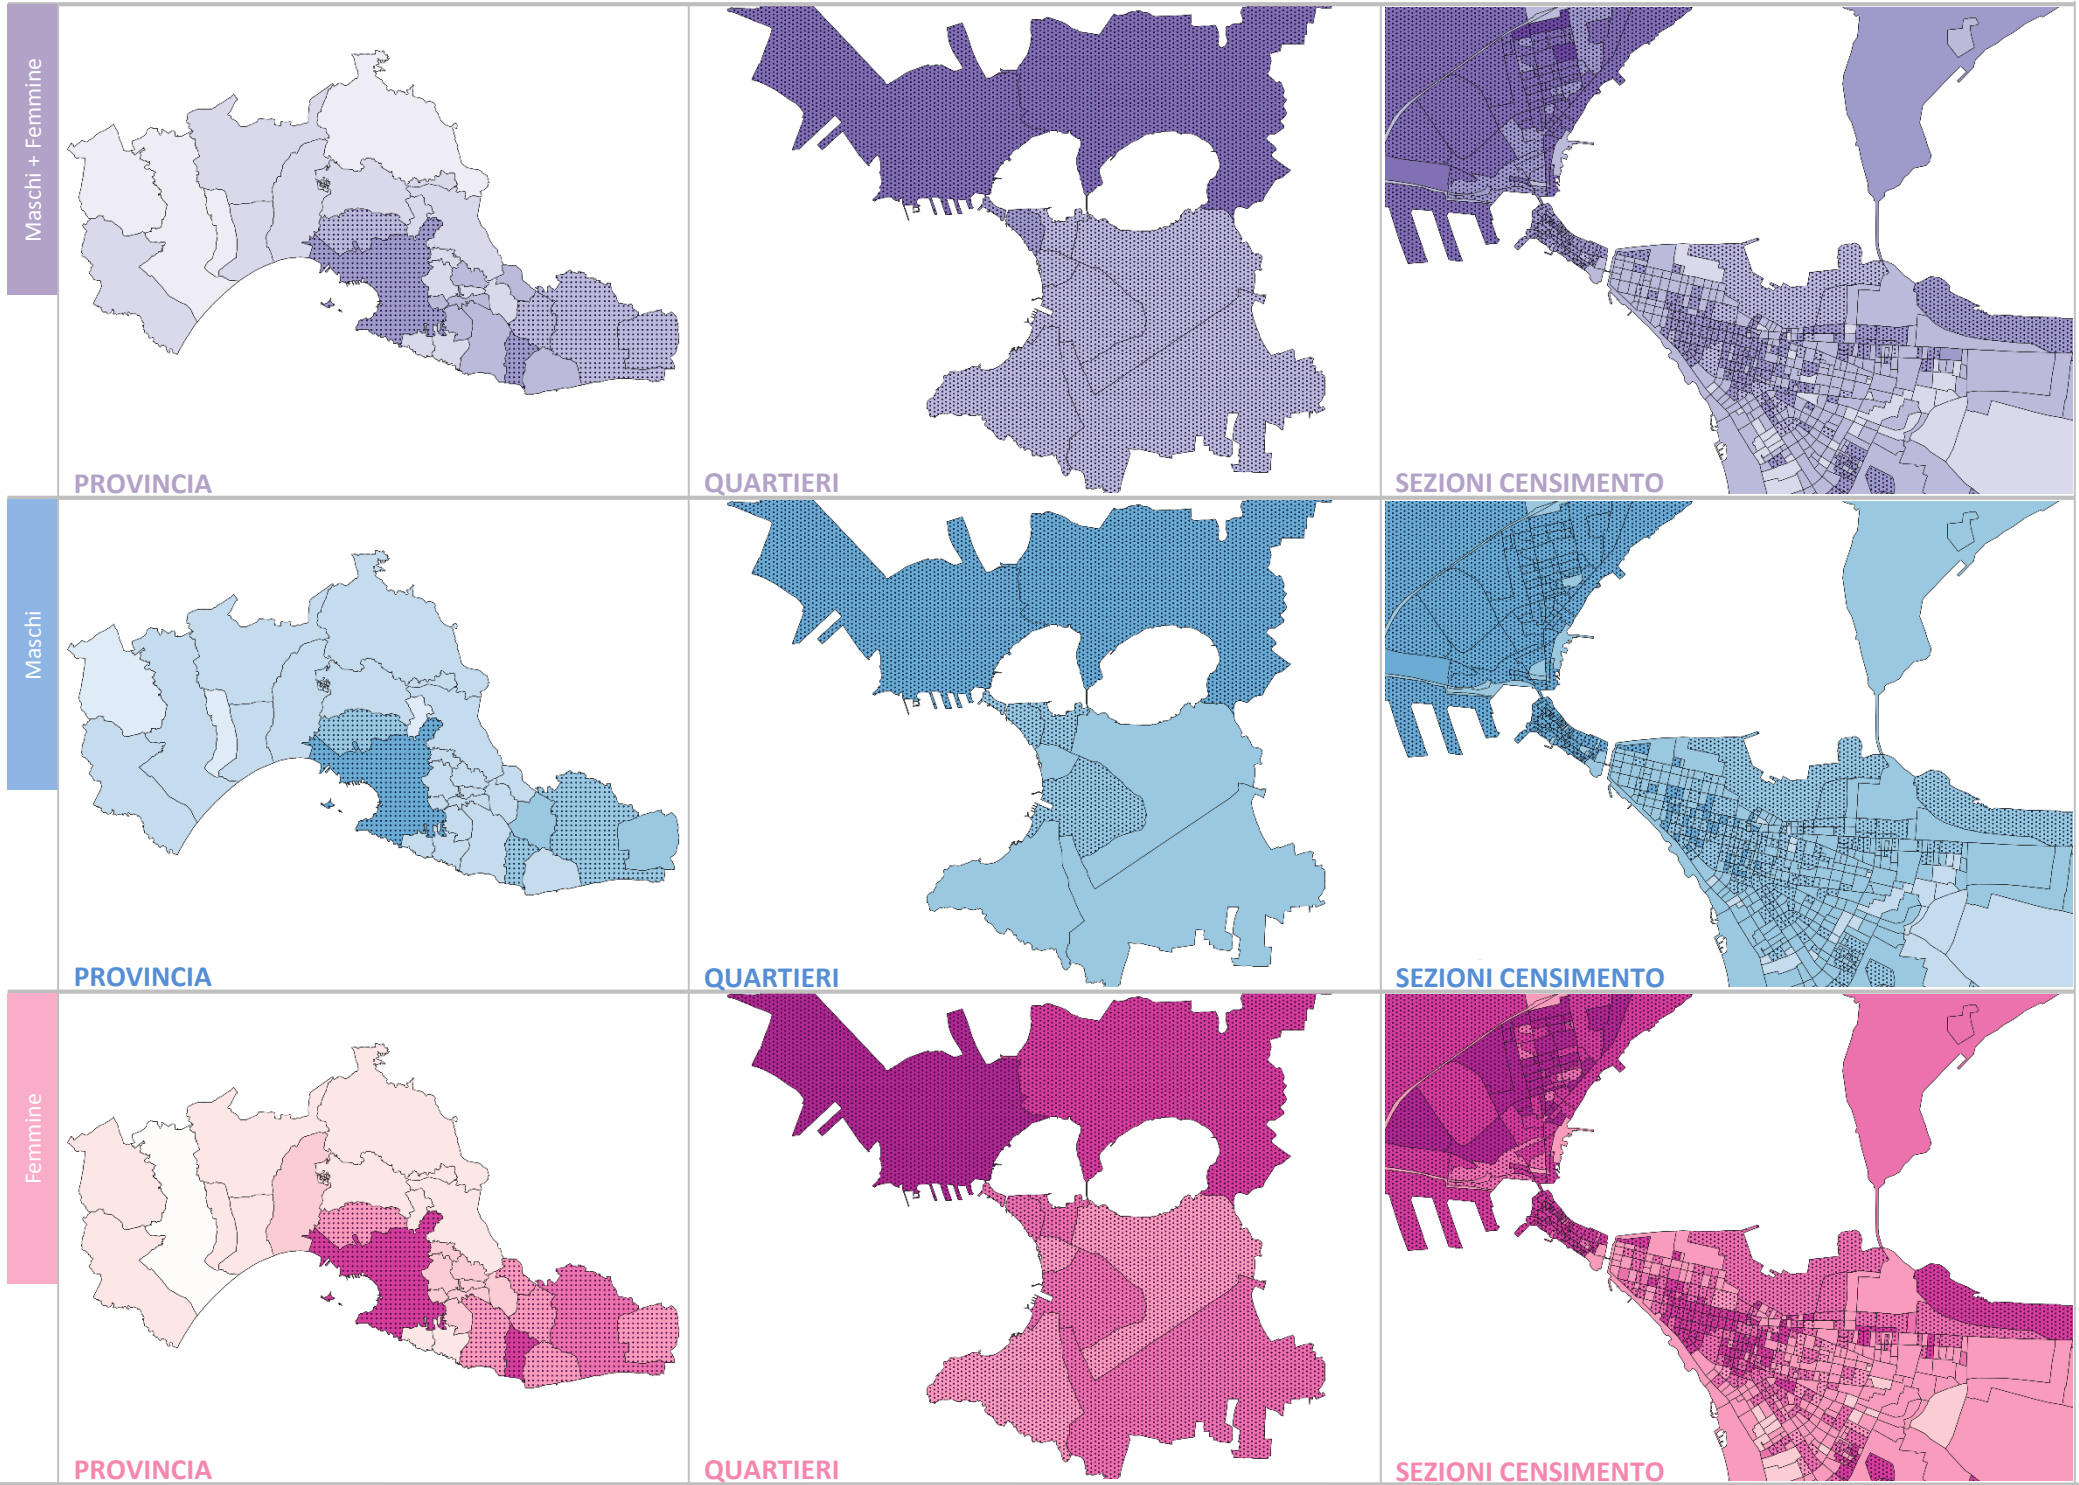 Maschi + Femmine
PROVINCIA
QUARTIERI
SEZIONI CENSIMENTO
Maschi
PROVINCIA
QUARTIERI
SEZIONI CENSIMENTO
Femmine
PROVINCIA
QUARTIERI
SEZIONI CENSIMENTO